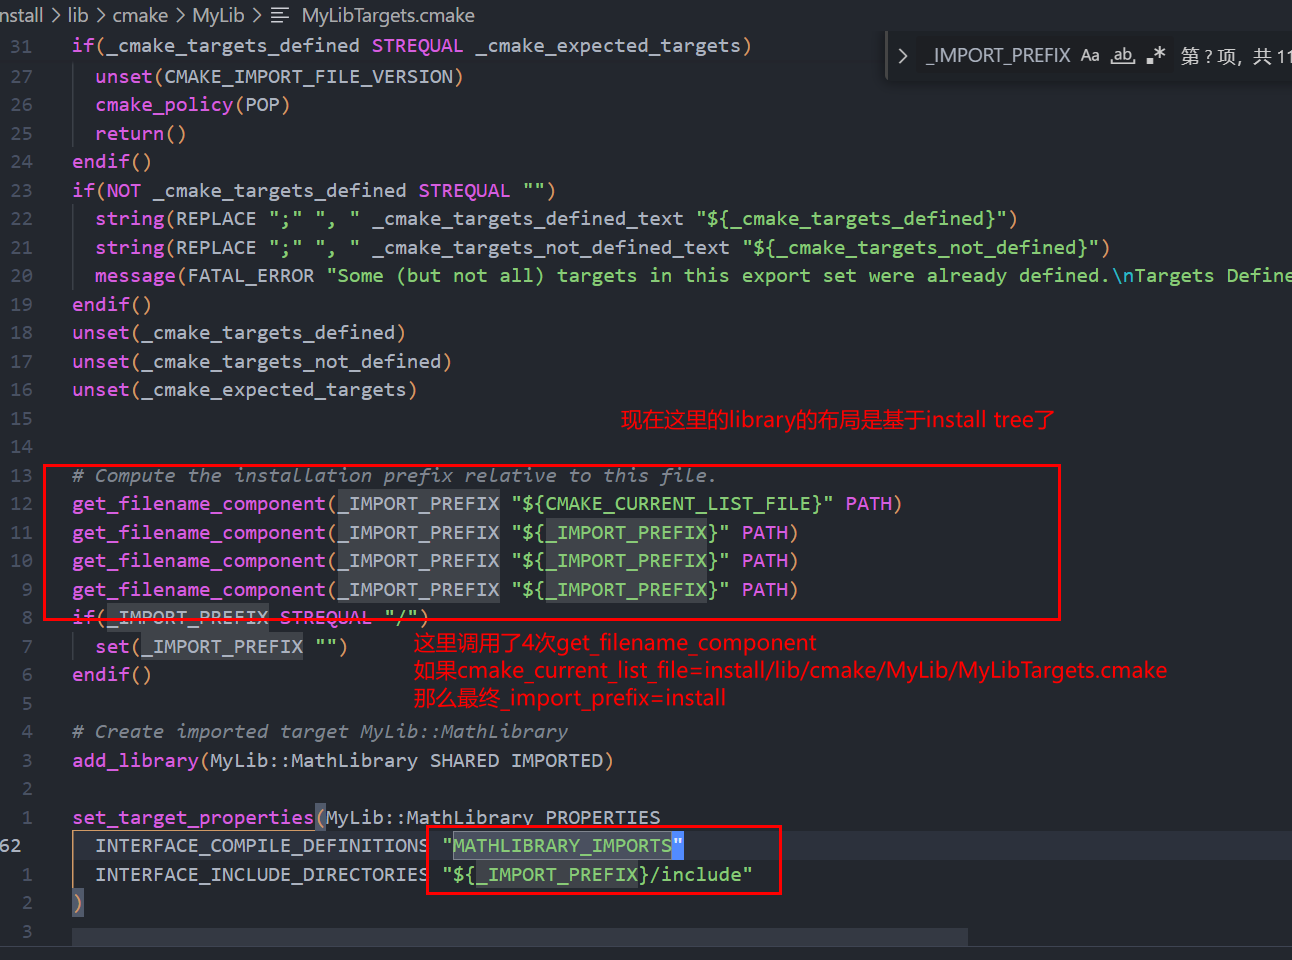 nstall > lib > cmake > MyLib > MyLibTargets.cmake
31 if(_cmake_targets_defined STREQUAL _cmake_expected_targets)
_IMPORT_PREFIX Aa ab .* 第 ? 项, 共 11
27 unset(CMAKE_IMPORT_FILE_VERSION)
26 cmake_policy(POP)
25 return()
24 endif()
23 if(NOT _cmake_targets_defined STREQUAL "")
22 string(REPLACE ";" ", " _cmake_targets_defined_text "${_cmake_targets_defined}")
21 string(REPLACE ";" ", " _cmake_targets_not_defined_text "${_cmake_targets_not_defined}")
20 message(FATAL_ERROR "Some (but not all) targets in this export set were already defined.\nTargets Define
19 endif()
18 unset(_cmake_targets_defined)
17 unset(_cmake_targets_not_defined)
16 unset(_cmake_expected_targets)
15
现在这里的library的布局是基于install tree了
14
13 # Compute the installation prefix relative to this file.
12 get_filename_component(_IMPORT_PREFIX "${CMAKE_CURRENT_LIST_FILE}" PATH)
11 get_filename_component(_IMPORT_PREFIX "${_IMPORT_PREFIX}" PATH)
10 get_filename_component(_IMPORT_PREFIX "${_IMPORT_PREFIX}" PATH)
9 get_filename_component(_IMPORT_PREFIX "${_IMPORT_PREFIX}" PATH)
8 if(_IMPORT_PREFIX STREQUAL "/")
7 set(_IMPORT_PREFIX "")
这里调用了4次get_filename_component
6 endif()
如果cmake_current_list_file=install/lib/cmake/MyLib/MyLibTargets.cmake
5
那么最终_import_prefix=install
4 # Create imported target MyLib::MathLibrary
3 add_library(MyLib::MathLibrary SHARED IMPORTED)
2
1 set_target_properties(MyLib::MathLibrary PROPERTIES
62 INTERFACE_COMPILE_DEFINITIONS "MATHLIBRARY_IMPORTS"
1 INTERFACE_INCLUDE_DIRECTORIES "${_IMPORT_PREFIX}/include"
2 )
3